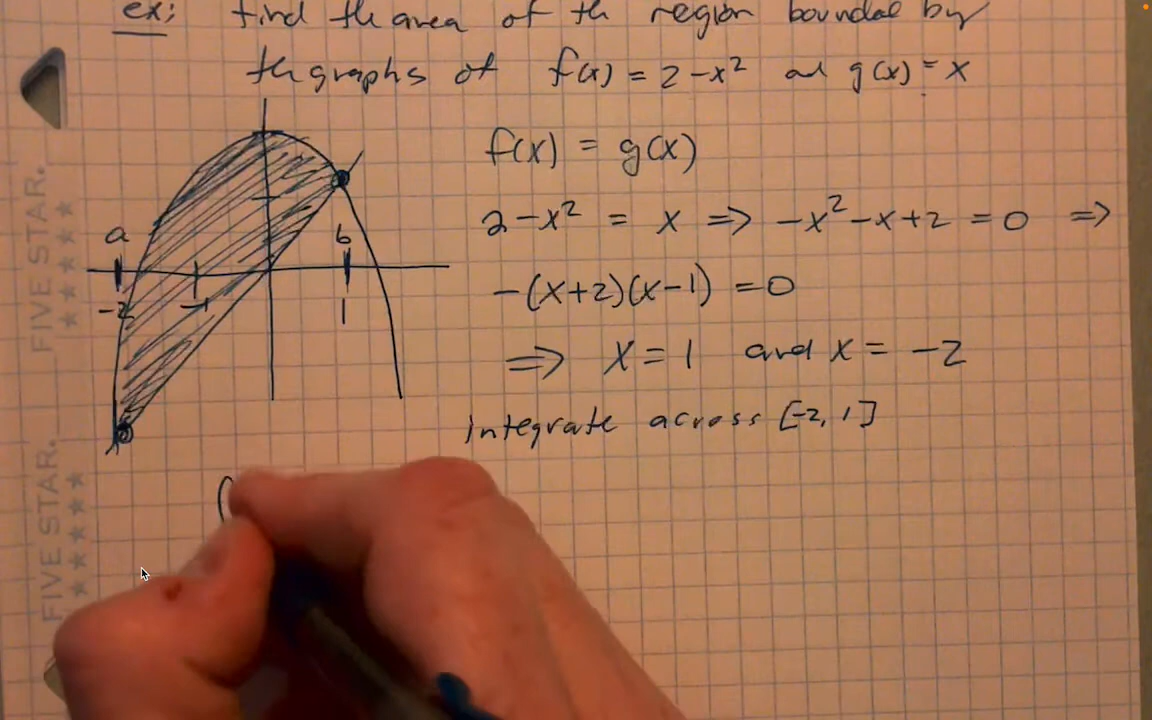 ex: find the area of the region bounded by
the graphs of f(x) = 2-x² and g(x) = x
f(x) = g(x)
2-x² = x ⇒ -x²-x+2 = 0 ⇒
-(x+2)(x-1) = 0
⇒ x = 1 and x = -2
integrate across [-2, 1]
a
b
-2
-1
1
FIVE STAR.
FIVE STAR.